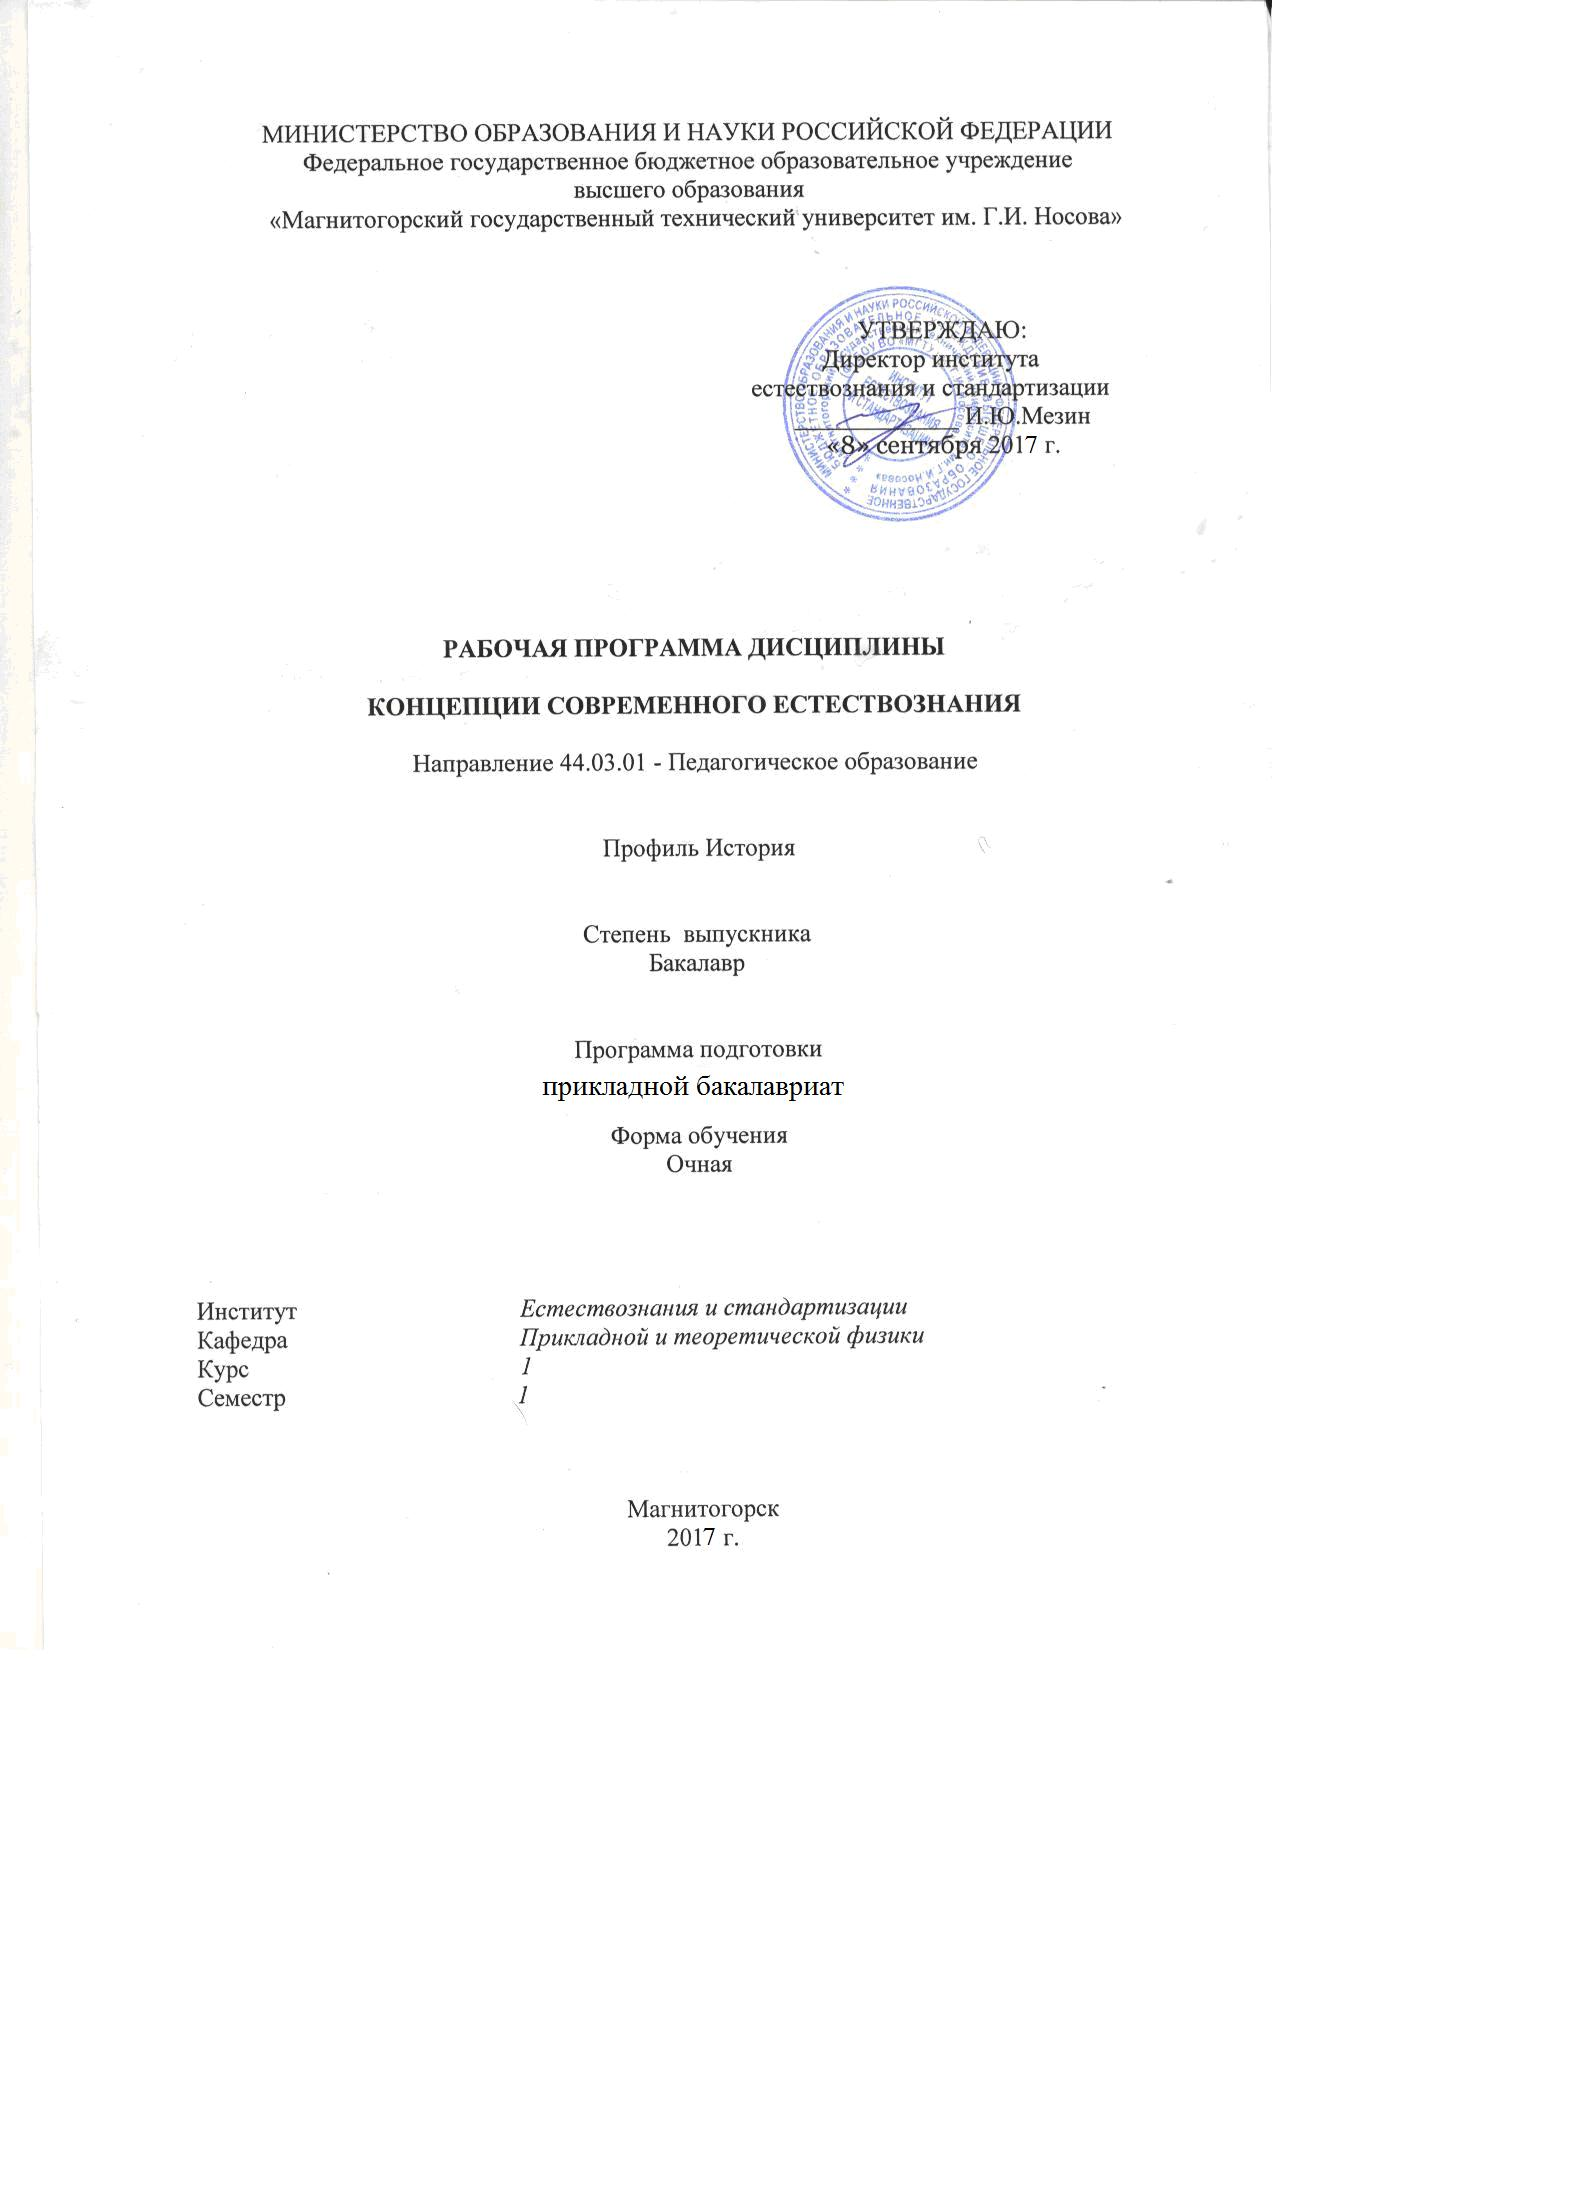 МИНИСТЕРСТВО ОБРАЗОВАНИЯ И НАУКИ РОССИЙСКОЙ ФЕДЕРАЦИИ
Федеральное государственное бюджетное образовательное учреждение
высшего образования
«Магнитогорский государственный технический университет им. Г.И. Носова»
УТВЕРЖДАЮ:
Директор института
естествознания и стандартизации
И.Ю.Мезин
«8» сентября 2017 г.
ИНСТИТУТ
ЕСТЕСТВОЗНАНИЯ
И СТАНДАРТИЗАЦИИ
РАБОЧАЯ ПРОГРАММА ДИСЦИПЛИНЫ
КОНЦЕПЦИИ СОВРЕМЕННОГО ЕСТЕСТВОЗНАНИЯ
Направление 44.03.01 - Педагогическое образование
Профиль История
Степень выпускника
Бакалавр
Программа подготовки
прикладной бакалавриат
Форма обучения
Очная
Институт Естествознания и стандартизации
Кафедра Прикладной и теоретической физики
Курс 1
Семестр 1
Магнитогорск
2017 г.